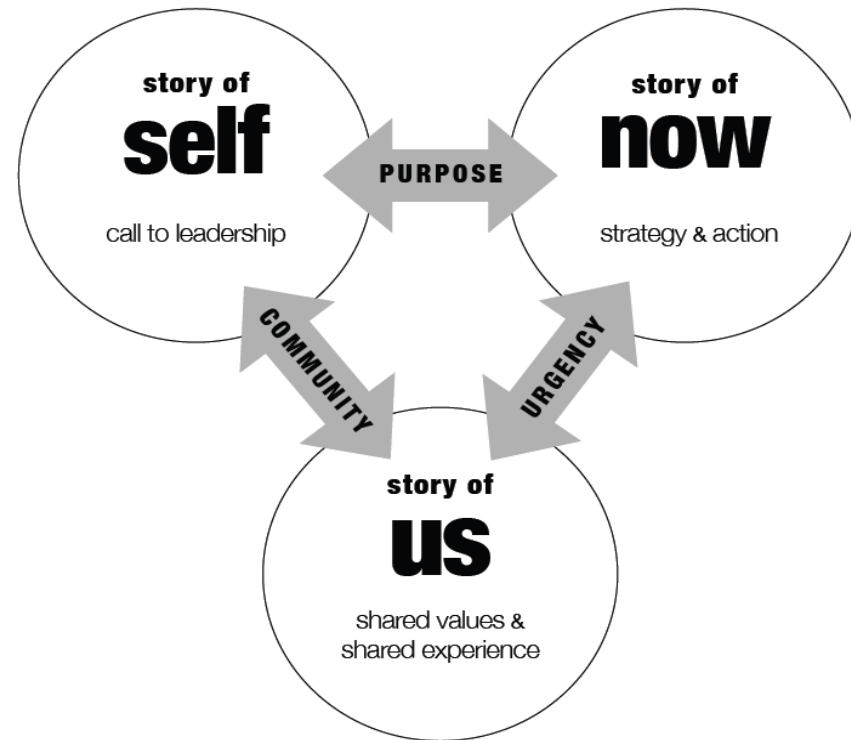 story of
self
call to leadership
PURPOSE
story of
now
strategy & action
COMMUNITY
URGENCY
story of
us
shared values &
shared experience